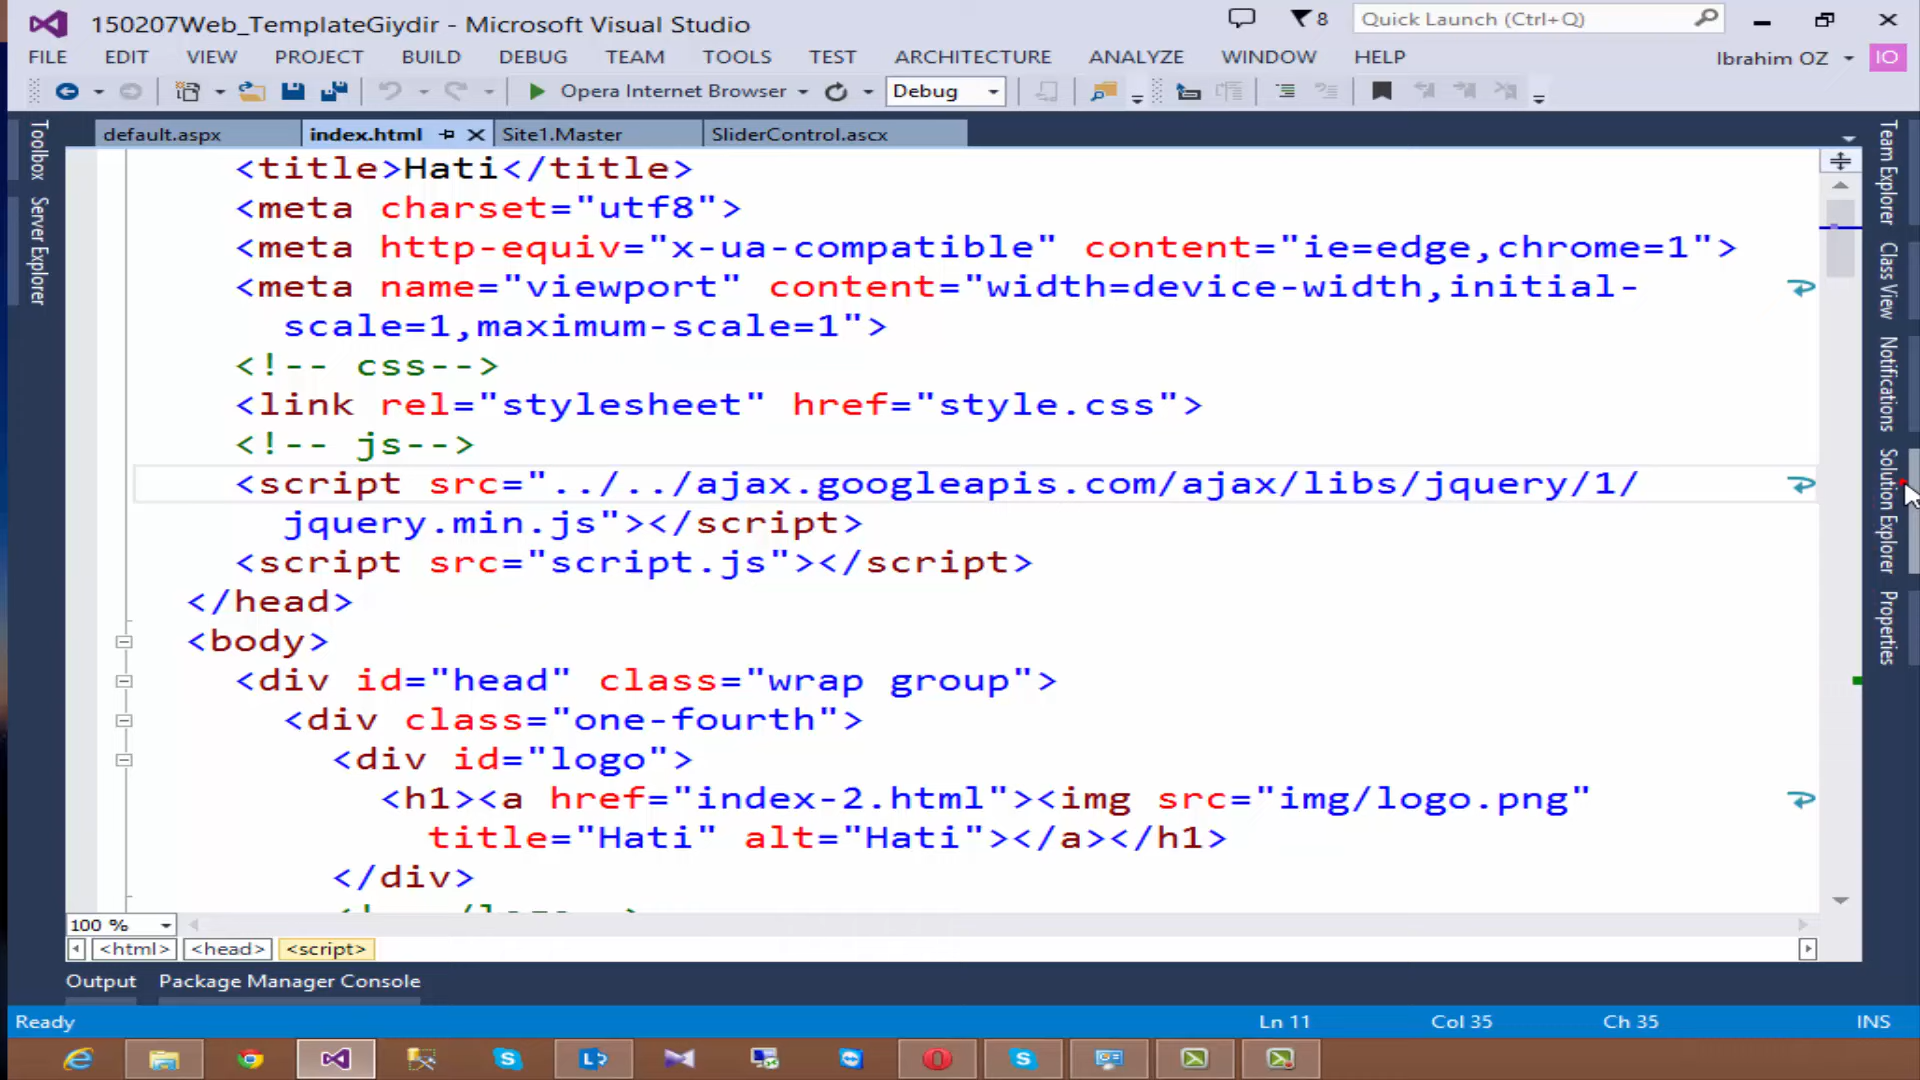 150207Web_TemplateGiydir - Microsoft Visual Studio
8
Quick Launch (Ctrl+Q)
FILE EDIT VIEW PROJECT BUILD DEBUG TEAM TOOLS TEST ARCHITECTURE ANALYZE WINDOW HELP
Ibrahim OZ
IO
Opera Internet Browser
Debug
default.aspx
index.html
Site1.Master
SliderControl.ascx
Toolbox
Server Explorer
<title>Hati</title>
<meta charset="utf8">
<meta http-equiv="x-ua-compatible" content="ie=edge,chrome=1">
<meta name="viewport" content="width=device-width,initial-
scale=1,maximum-scale=1">
<!-- css-->
<link rel="stylesheet" href="style.css">
<!-- js-->
<script src="../../ajax.googleapis.com/ajax/libs/jquery/1/
jquery.min.js"></script>
<script src="script.js"></script>
</head>
<body>
<div id="head" class="wrap group">
<div class="one-fourth">
<div id="logo">
<h1><a href="index-2.html"><img src="img/logo.png"
title="Hati" alt="Hati"></a></h1>
</div>
Team Explorer
Class View
Notifications
Solution Explorer
Properties
100 %
<html> <head> <script>
Output Package Manager Console
Ready
Ln 11
Col 35
Ch 35
INS